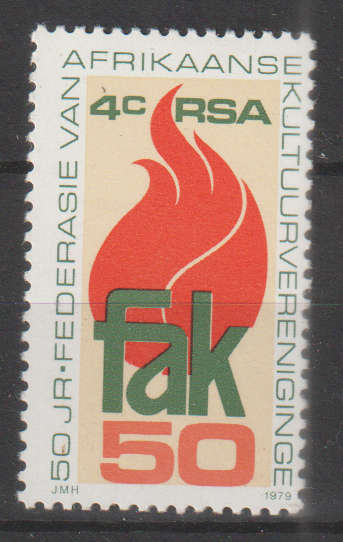 50 JR·FEDERASIE VAN AFRIKAANSE KULTUURVERENIGINGE
4c RSA
fak
50
JMH 1979